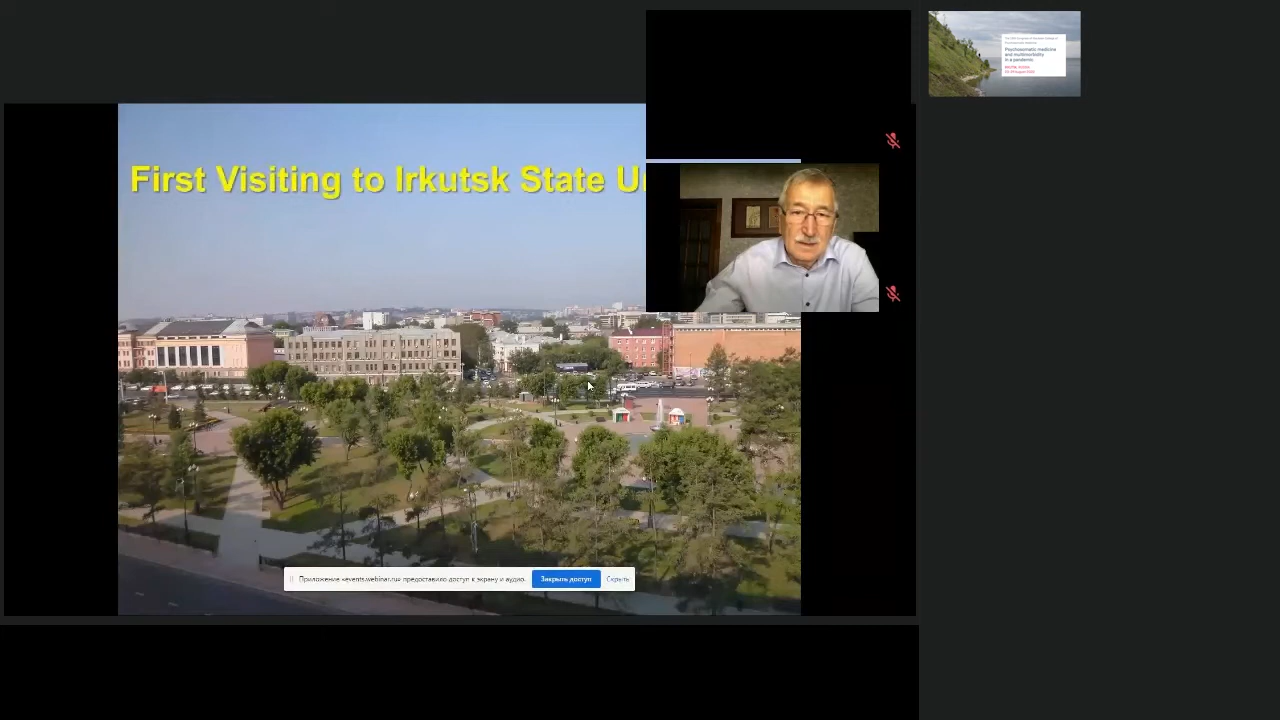 First Visiting to Irkutsk State U
Приложение «events.webinar.ru» предоставило доступ к экрану и аудио.
Закрыть доступ
Скрыть
Psychosomatic medicine
and multimorbidity
in a pandemic